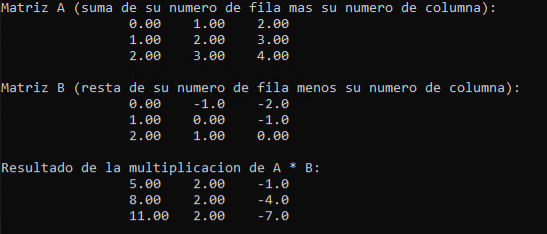 Matriz A (suma de su numero de fila mas su numero de columna):
0.00 1.00 2.00
1.00 2.00 3.00
2.00 3.00 4.00
Matriz B (resta de su numero de fila menos su numero de columna):
0.00 -1.0 -2.0
1.00 0.00 -1.0
2.00 1.00 0.00
Resultado de la multiplicacion de A * B:
5.00 2.00 -1.0
8.00 2.00 -4.0
11.00 2.00 -7.0